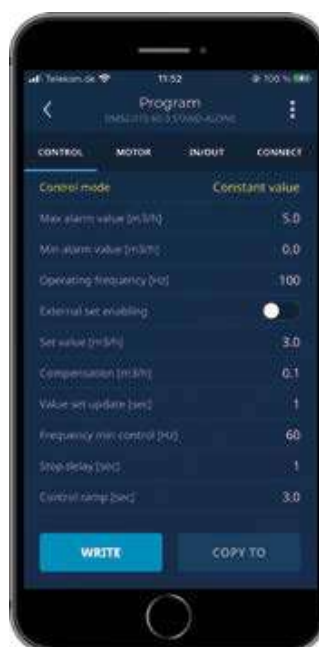 Telekom.de 11:52 100 %
Program
CONTROL MOTOR IN/OUT CONNECT
Control mode Constant value
Max alarm value [m3/h] 5.0
Min alarm value [m3/h] 0.0
Operating frequency [Hz] 100
External set enabling
Set value [m3/h] 3.0
Compensation [m3/h] 0.1
Value set update [sec] 1
Frequency min control [Hz] 60
Stop delay [sec] 1
Control ramp [sec] 3.0
WRITE COPY TO